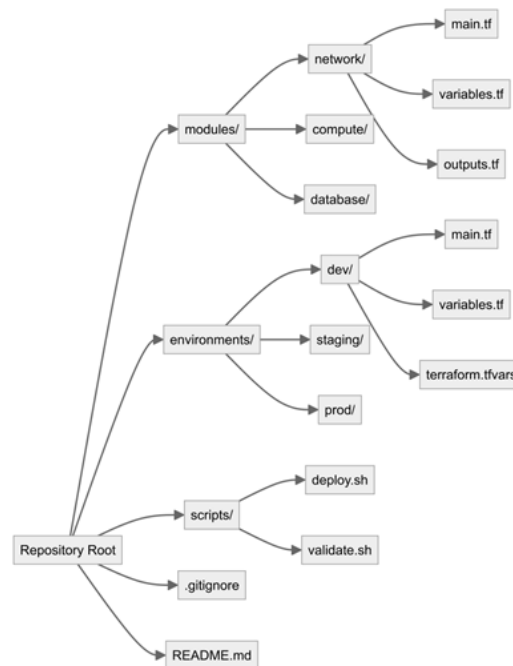 main.tf
network/
variables.tf
modules/
compute/
outputs.tf
database/
main.tf
dev/
variables.tf
environments/
staging/
terraform.tfvars
prod/
deploy.sh
scripts/
Repository Root
validate.sh
.gitignore
README.md